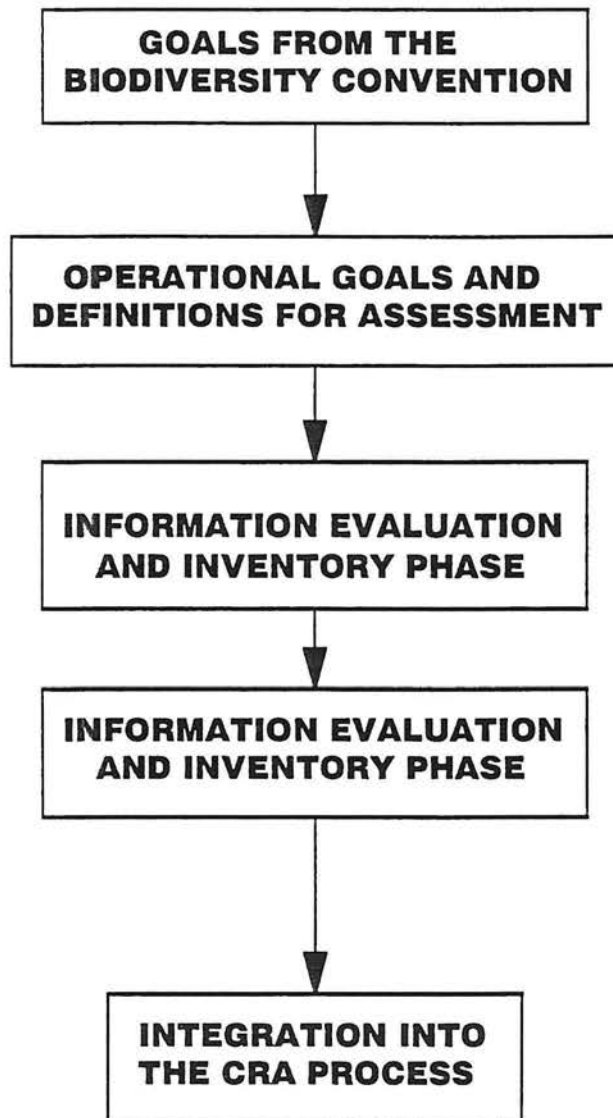 GOALS FROM THE
BIODIVERSITY CONVENTION
OPERATIONAL GOALS AND
DEFINITIONS FOR ASSESSMENT
INFORMATION EVALUATION
AND INVENTORY PHASE
INFORMATION EVALUATION
AND INVENTORY PHASE
INTEGRATION INTO
THE CRA PROCESS